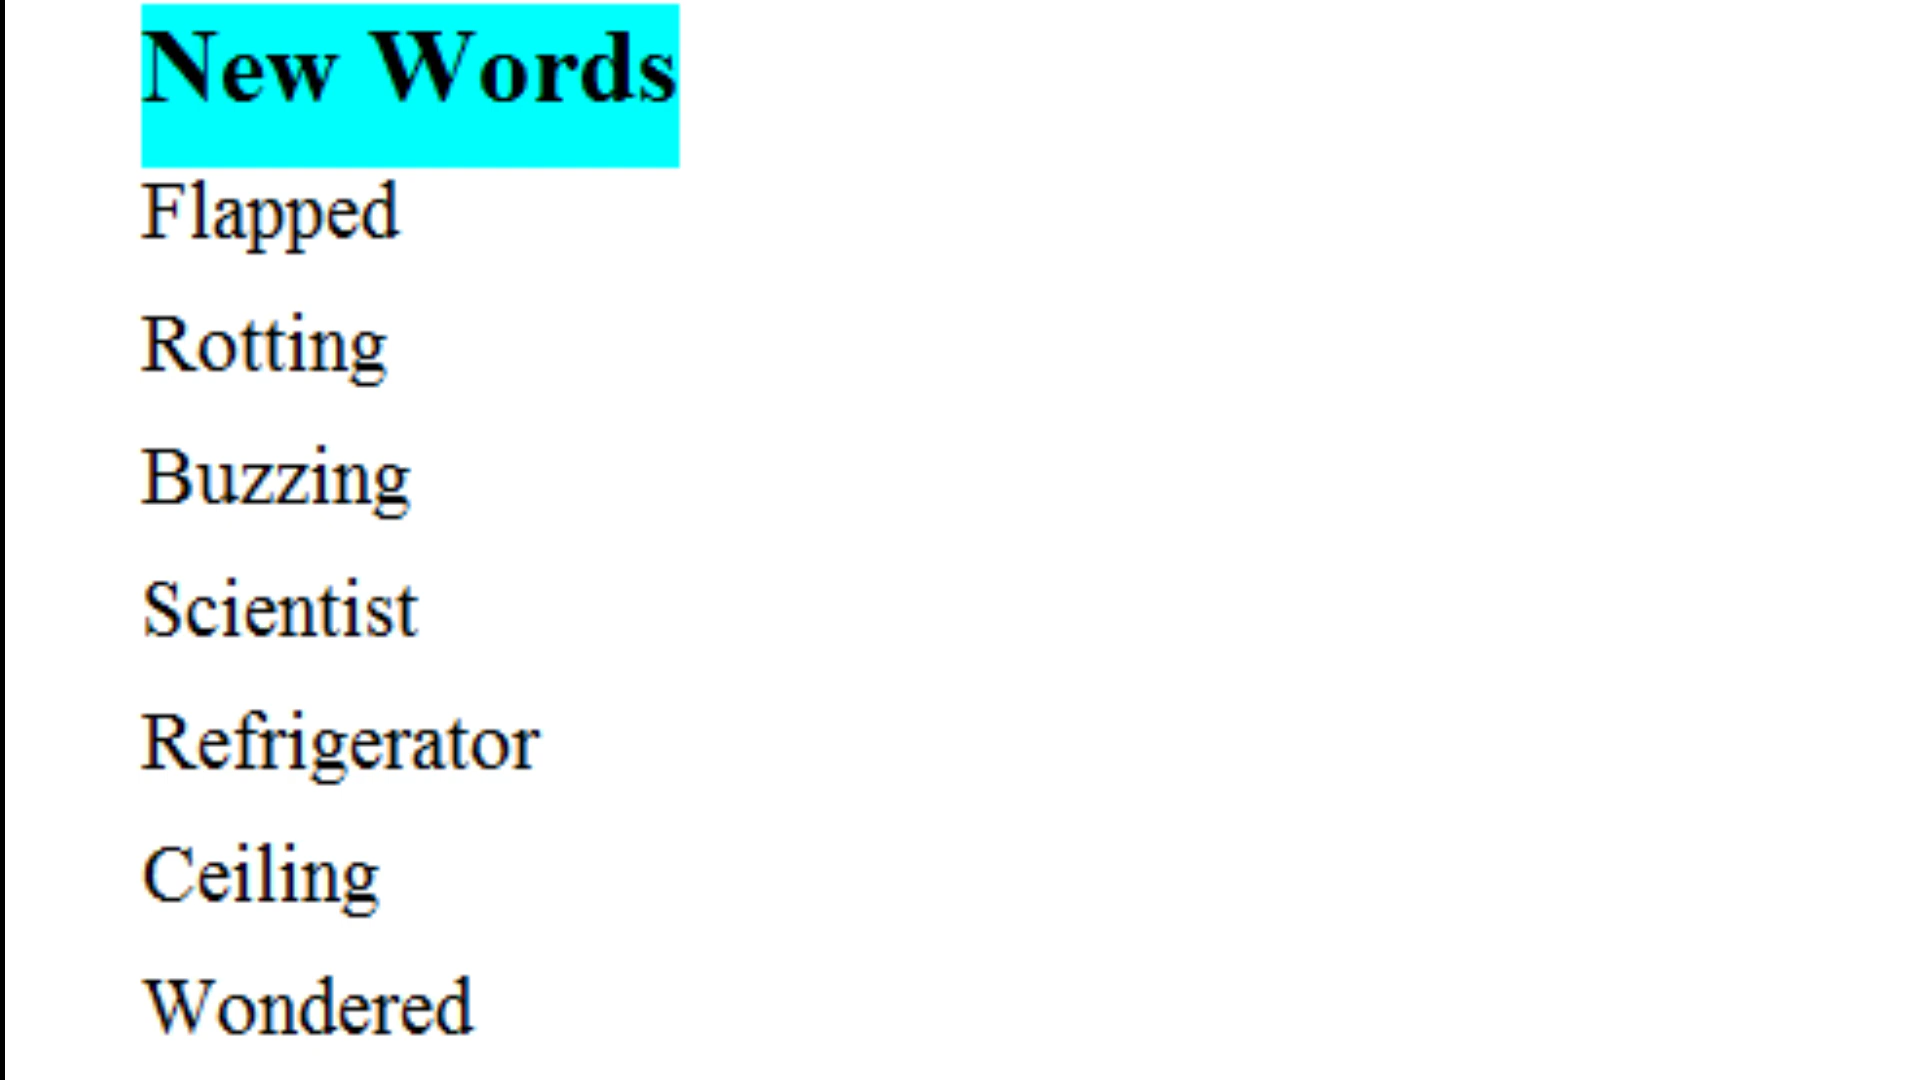 New Words
Flapped
Rotting
Buzzing
Scientist
Refrigerator
Ceiling
Wondered